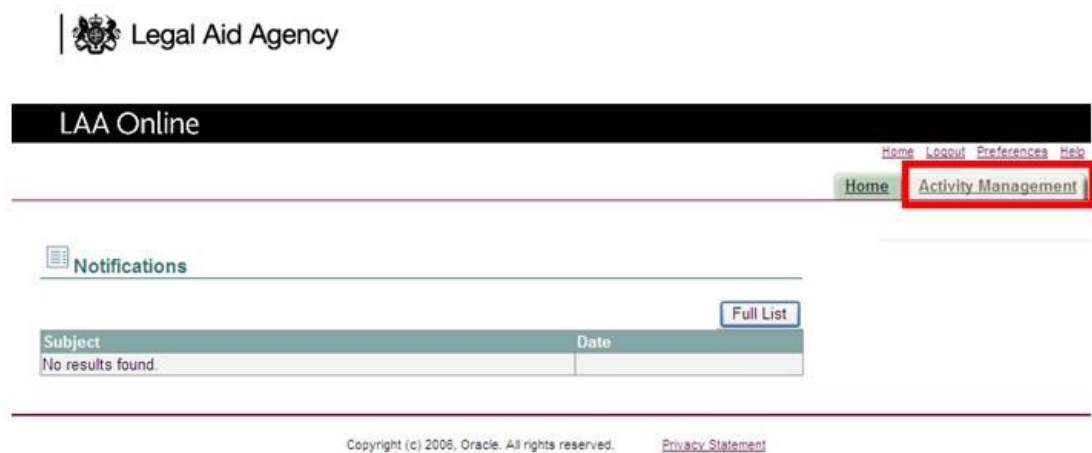 Legal Aid Agency
LAA Online
Home Logout Preferences Help
Home Activity Management
Notifications
Full List
Subject Date
No results found.
Copyright (c) 2006, Oracle. All rights reserved. Privacy Statement